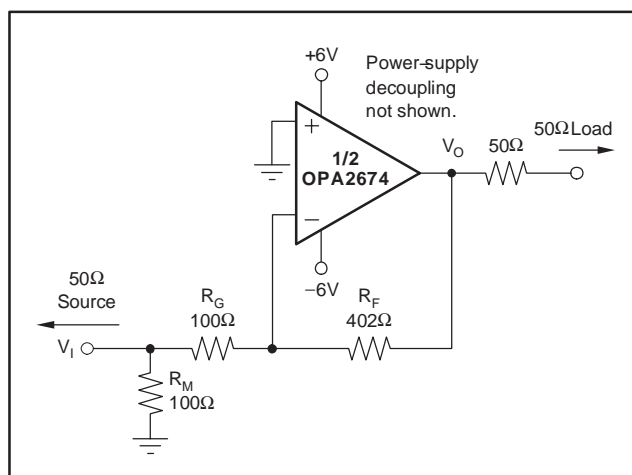 +6V
Power-supply
decoupling
not shown.
+
1/2
OPA2674
−
−6V
VO
50Ω
50Ω Load
50Ω
Source
VI
RG
100Ω
RF
402Ω
RM
100Ω